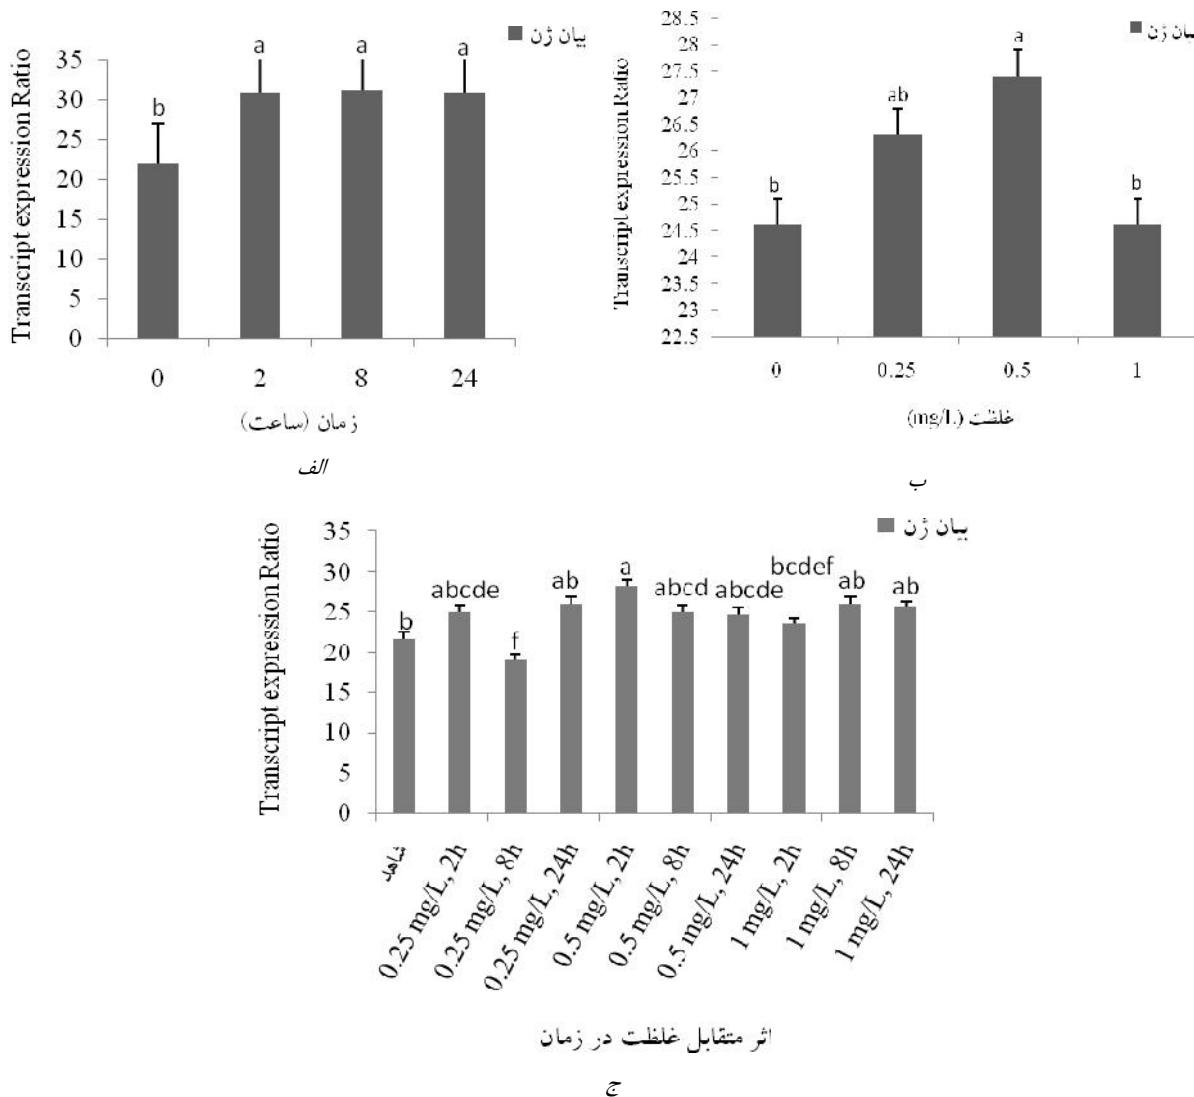 بیان ژن
Transcript expression Ratio
35
30
25
20
15
10
5
0
b
a
a
a
0 2 8 24
زمان (ساعت)
الف
بیان ژن
Transcript expression Ratio
28.5
28
27.5
27
26.5
26
25.5
25
24.5
24
23.5
23
22.5
b
ab
a
b
0 0.25 0.5 1
غلظت (mg/L)
ب
بیان ژن
Transcript expression Ratio
35
30
25
20
15
10
5
0
b
abcde
f
ab
a
abcd
abcde
bcdef
ab
ab
شاهد
0.25 mg/L, 2h
0.25 mg/L, 8h
0.25 mg/L, 24h
0.5 mg/L, 2h
0.5 mg/L, 8h
0.5 mg/L, 24h
1 mg/L, 2h
1 mg/L, 8h
1 mg/L, 24h
اثر متقابل غلظت در زمان
ج